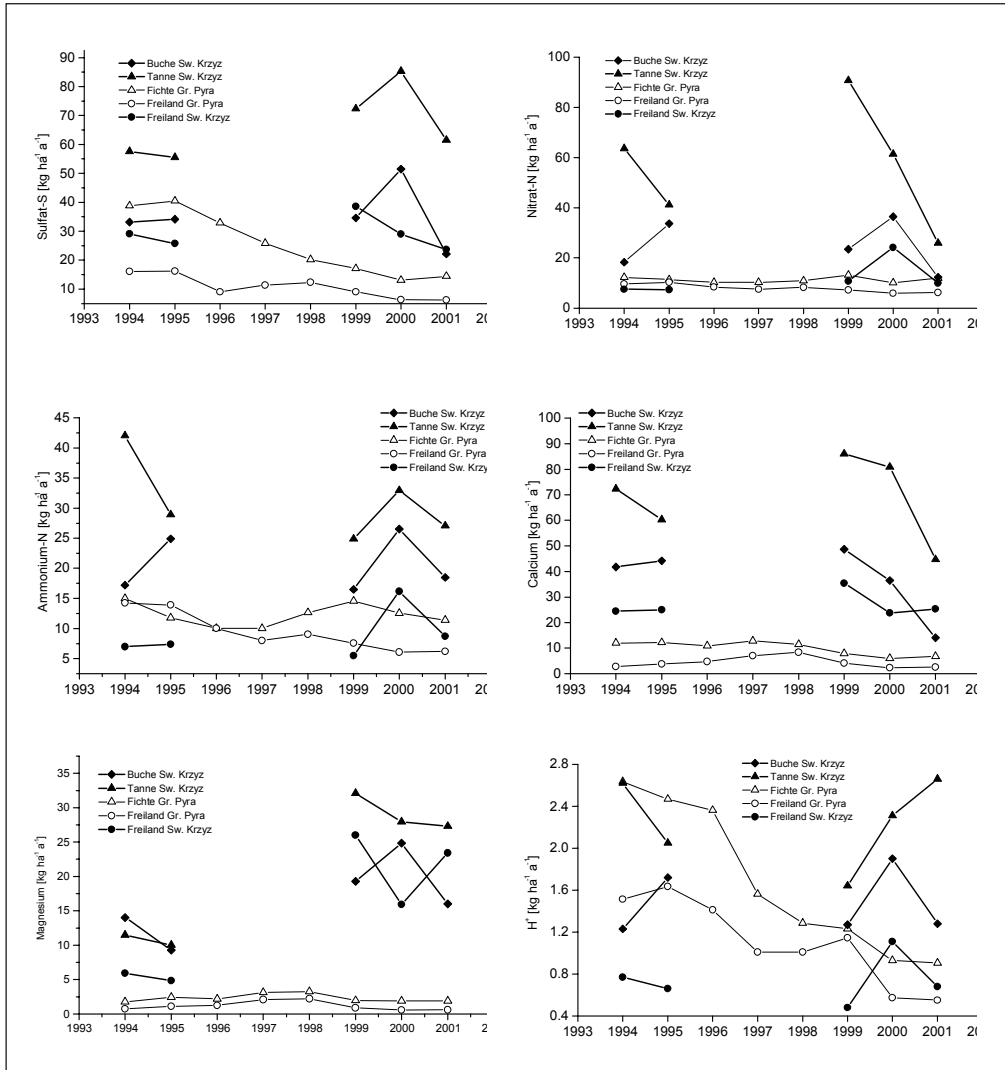 Buche Sw. Krzyz
Tanne Sw. Krzyz
Fichte Gr. Pyra
Freiland Gr. Pyra
Freiland Sw. Krzyz
Sulfat-S [kg ha⁻¹ a⁻¹]
90
80
70
60
50
40
30
20
10
1993 1994 1995 1996 1997 1998 1999 2000 2001 20
Buche Sw. Krzyz
Tanne Sw. Krzyz
Fichte Gr. Pyra
Freiland Gr. Pyra
Freiland Sw. Krzyz
Nitrat-N [kg ha⁻¹ a⁻¹]
100
80
60
40
20
0
1993 1994 1995 1996 1997 1998 1999 2000 2001 20
Buche Sw. Krzyz
Tanne Sw. Krzyz
Fichte Gr. Pyra
Freiland Gr. Pyra
Freiland Sw. Krzy
Ammonium-N [kg ha⁻¹ a⁻¹]
45
40
35
30
25
20
15
10
5
1993 1994 1995 1996 1997 1998 1999 2000 2001 20
Buche Sw. Krzyz
Tanne Sw. Krzyz
Fichte Gr. Pyra
Freiland Gr. Pyra
Freiland Sw. Krzyz
Calcium [kg ha⁻¹ a⁻¹]
100
90
80
70
60
50
40
30
20
10
0
1993 1994 1995 1996 1997 1998 1999 2000 2001 20
Buche Sw. Krzyz
Tanne Sw. Krzyz
Fichte Gr. Pyra
Freiland Gr. Pyra
Freiland Sw. Krzyz
Magnesium [kg ha⁻¹ a⁻¹]
35
30
25
20
15
10
5
0
1993 1994 1995 1996 1997 1998 1999 2000 2001 2
Buche Sw. Krzyz
Tanne Sw. Krzyz
Fichte Gr. Pyra
Freiland Gr. Pyra
Freiland Sw. Krzyz
H⁺ [kg ha⁻¹ a⁻¹]
2.8
2.4
2.0
1.6
1.2
0.8
0.4
1993 1994 1995 1996 1997 1998 1999 2000 2001 20